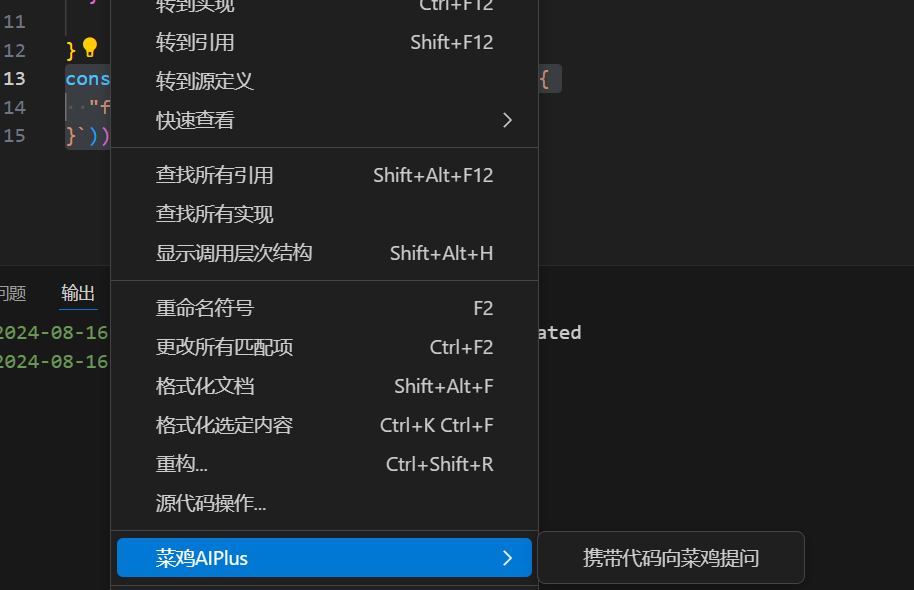 转到实现 Ctrl+F12
11
转到引用 Shift+F12
12 }
转到源定义
13 cons {
14 "f
快速查看
15 }`))
查找所有引用 Shift+Alt+F12
查找所有实现
显示调用层次结构 Shift+Alt+H
问题 输出
重命名符号 F2
2024-08-16 ated
更改所有匹配项 Ctrl+F2
2024-08-16
格式化文档 Shift+Alt+F
格式化选定内容 Ctrl+K Ctrl+F
重构... Ctrl+Shift+R
源代码操作...
菜鸡AIPlus
携带代码向菜鸡提问